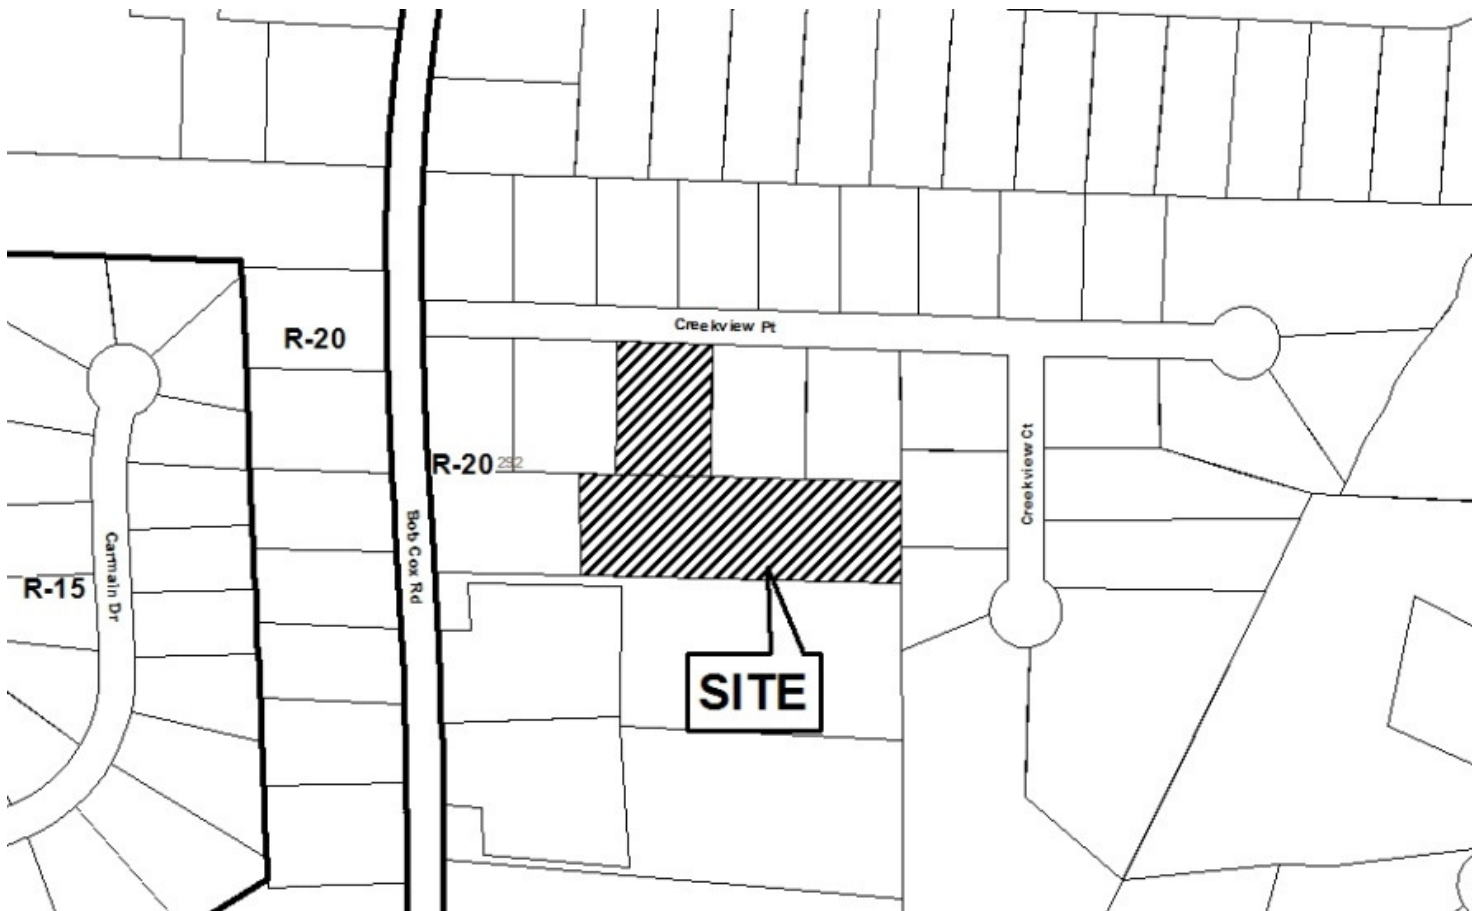 Creekview Pt
R-20
R-20
292
Creekview Ct
Bob Cox Rd
Carmain Dr
R-15
SITE